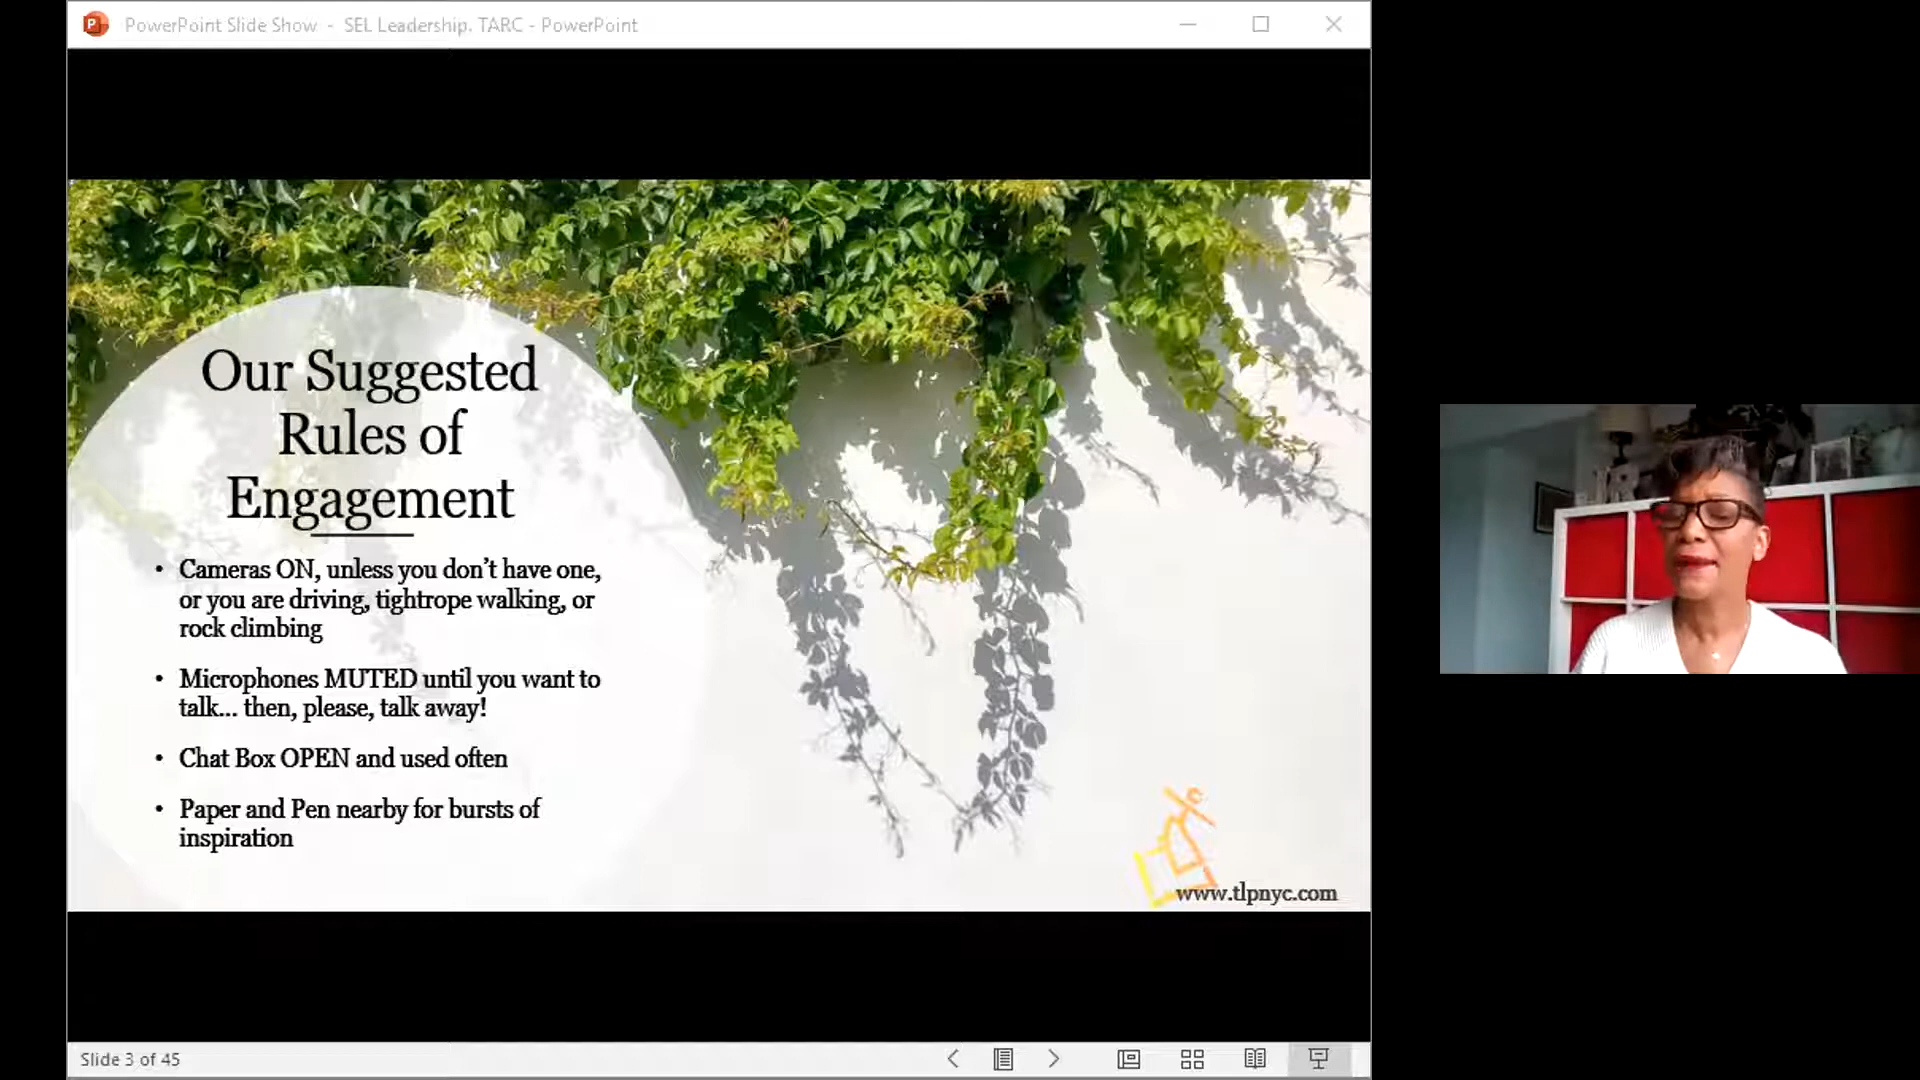 PowerPoint Slide Show - SEL Leadership. TARC - PowerPoint
Our Suggested
Rules of
Engagement
• Cameras ON, unless you don’t have one,
or you are driving, tightrope walking, or
rock climbing
• Microphones MUTED until you want to
talk... then, please, talk away!
• Chat Box OPEN and used often
• Paper and Pen nearby for bursts of
inspiration
www.tlpnyc.com
Slide 3 of 45